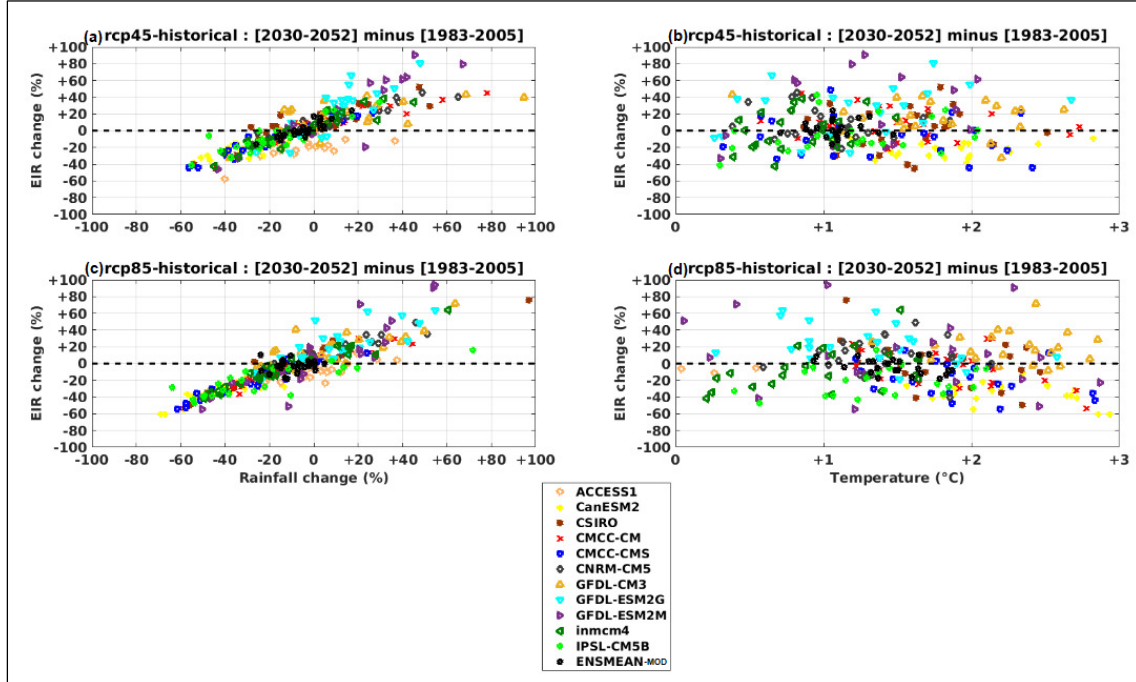 (a) rcp45-historical : [2030-2052] minus [1983-2005]
+100
+80
+60
+40
+20
0
-20
-40
-60
-80
-100
EIR change (%)
-100 -80 -60 -40 -20 0 +20 +40 +60 +80 +100
(b) rcp45-historical : [2030-2052] minus [1983-2005]
+100
+80
+60
+40
+20
0
-20
-40
-60
-80
-100
EIR change (%)
0 +1 +2 +3
(c) rcp85-historical : [2030-2052] minus [1983-2005]
+100
+80
+60
+40
+20
0
-20
-40
-60
-80
-100
EIR change (%)
-100 -80 -60 -40 -20 0 +20 +40 +60 +80 +100
Rainfall change (%)
(d) rcp85-historical : [2030-2052] minus [1983-2005]
+100
+80
+60
+40
+20
0
-20
-40
-60
-80
-100
EIR change (%)
0 +1 +2 +3
Temperature (°C)
ACCESS1
CanESM2
CSIRO
CMCC-CM
CMCC-CMS
CNRM-CM5
GFDL-CM3
GFDL-ESM2G
GFDL-ESM2M
inmcm4
IPSL-CM5B
ENSMEAN-MOD